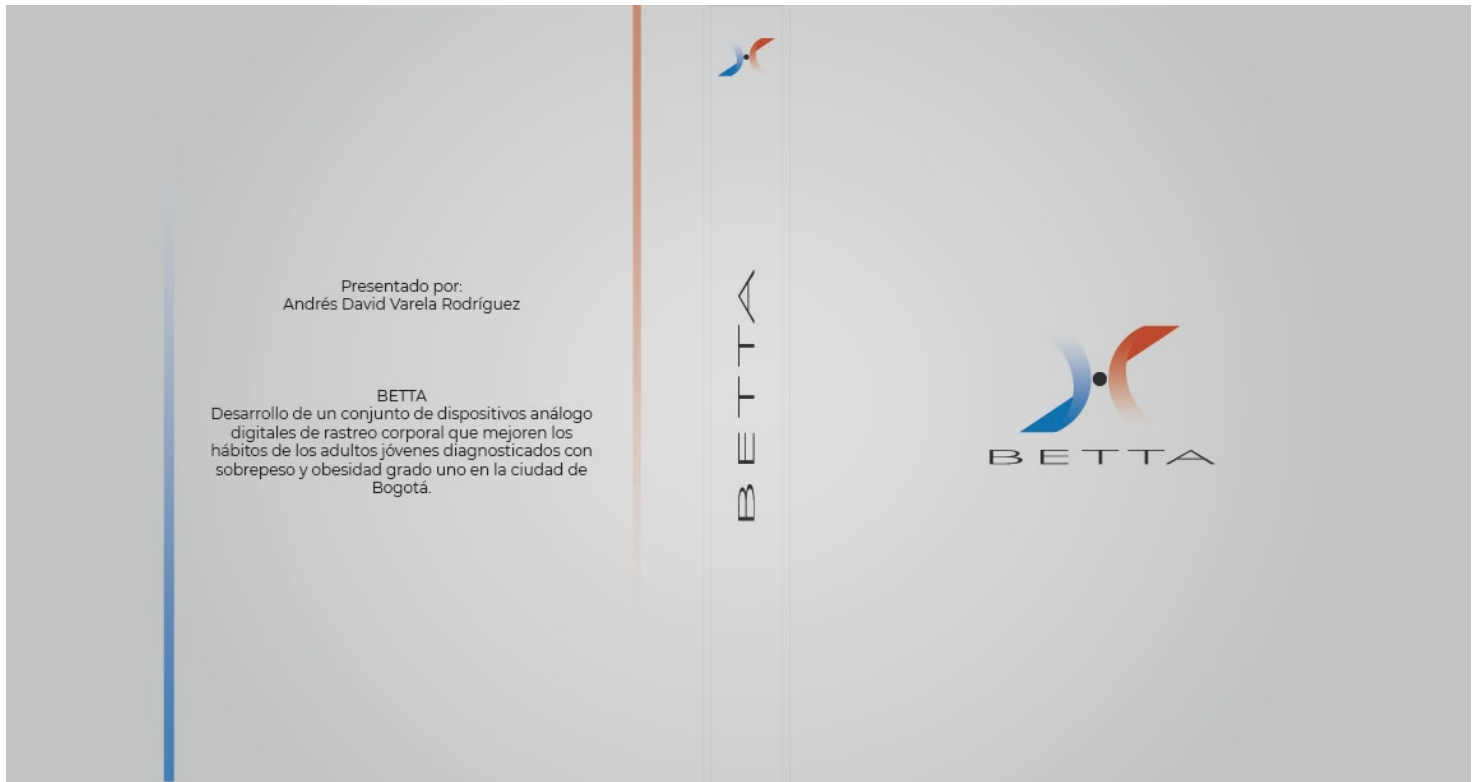 Presentado por:
Andrés David Varela Rodríguez
BETTA
Desarrollo de un conjunto de dispositivos análogo
digitales de rastreo corporal que mejoren los
hábitos de los adultos jóvenes diagnosticados con
sobrepeso y obesidad grado uno en la ciudad de
Bogotá.
BETTA
BETTA